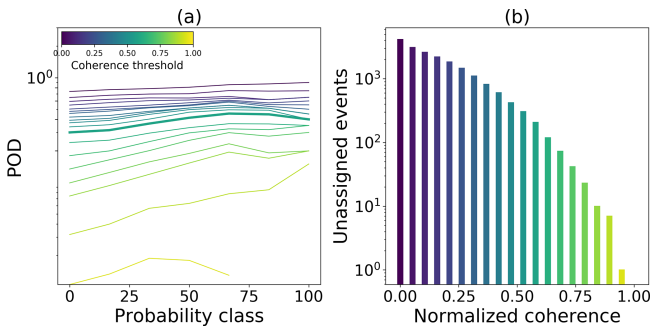 (a)
(b)
0.00 0.25 0.50 0.75 1.00
Coherence threshold
10⁰
POD
0 25 50 75 100
Probability class
10³
10²
10¹
10⁰
Unassigned events
0.00 0.25 0.50 0.75 1.00
Normalized coherence